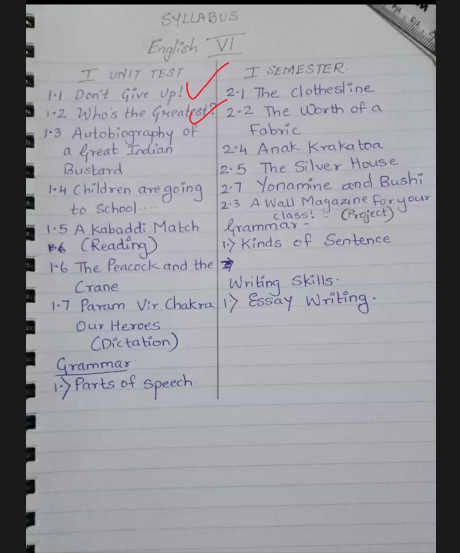 SYLLABUS
English VI
I UNIT TEST
1.1 Don't Give Up!
1.2 Who's the Greatest?
1.3 Autobiography of
a Great Indian
Bustard
1.4 Children are going
to School....
1.5 A Kabaddi Match
(Reading)
1.6 The Peacock and the
Crane
1.7 Param Vir Chakra
Our Heroes
(Dictation)
Grammar
1.> Parts of speech.
I SEMESTER.
2.1 The clothesline
2.2 The Worth of a
Fabric
2.4 Anak Krakatoa
2.5 The Silver House
2.7 Yonamine and Bushi
2.3 A Wall Magazine for your
class! - (Project)
Grammar -
1.> Kinds of Sentence
Writing Skills.
1.> Essay Writing.